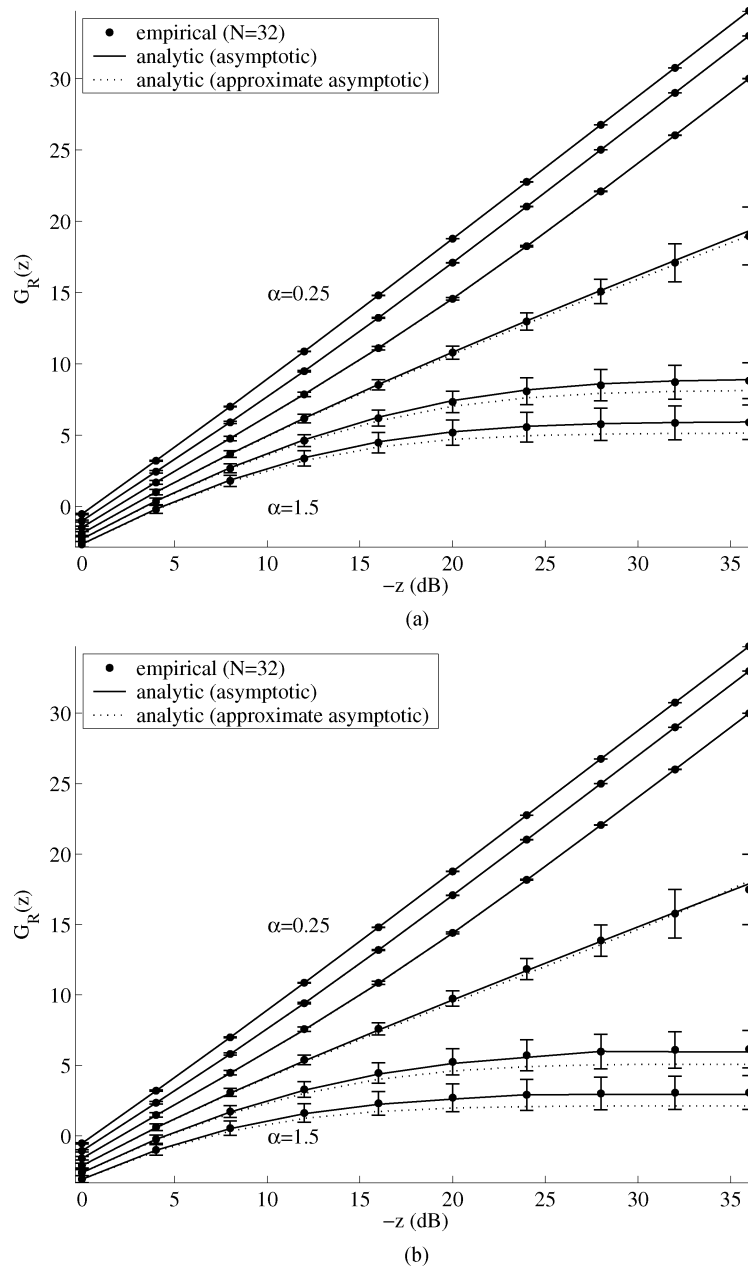 empirical (N=32)
analytic (asymptotic)
analytic (approximate asymptotic)
G_R(z)
35
30
25
20
15
10
5
0
α=0.25
α=1.5
0 5 10 15 20 25 30 35
−z (dB)
(a)
empirical (N=32)
analytic (asymptotic)
analytic (approximate asymptotic)
G_R(z)
30
25
20
15
10
5
0
α=0.25
α=1.5
0 5 10 15 20 25 30 35
−z (dB)
(b)